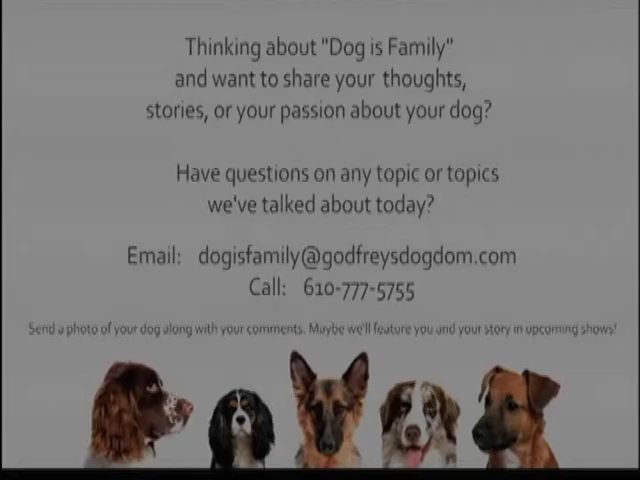 Thinking about "Dog is Family"
and want to share your thoughts,
stories, or your passion about your dog?
Have questions on any topic or topics
we've talked about today?
Email: dogisfamily@godfreysdogdom.com
Call: 610-777-5755
Send a photo of your dog along with your comments. Maybe we'll feature you and your story in upcoming shows!